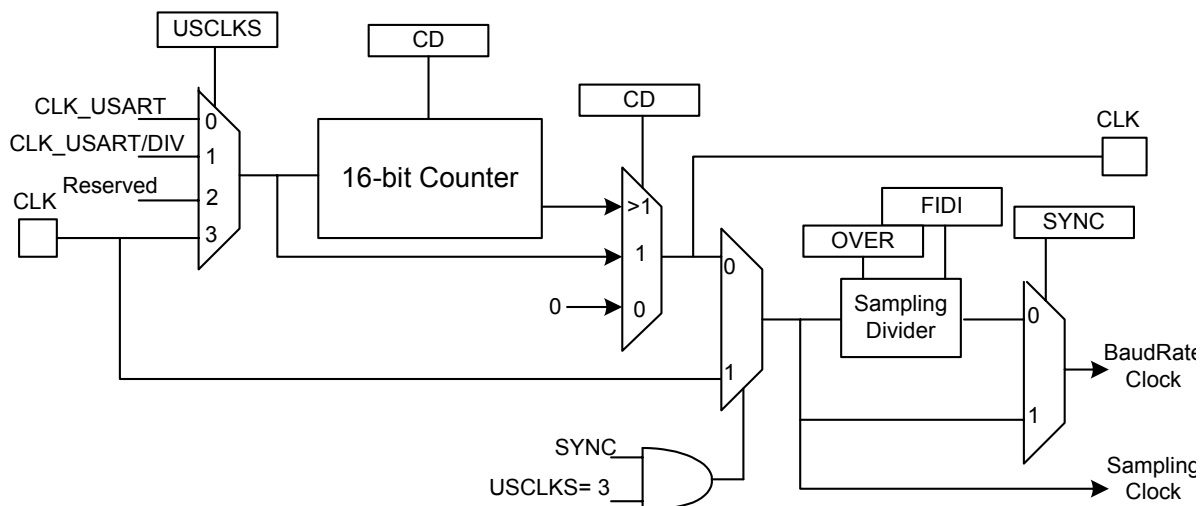 USCLKS
CD
CD
CLK_USART
0
CLK_USART/DIV
1
Reserved
2
CLK
3
16-bit Counter
>1
1
0
0
CLK
FIDI
OVER
SYNC
0
1
Sampling
Divider
0
1
BaudRate
Clock
SYNC
USCLKS= 3
Sampling
Clock